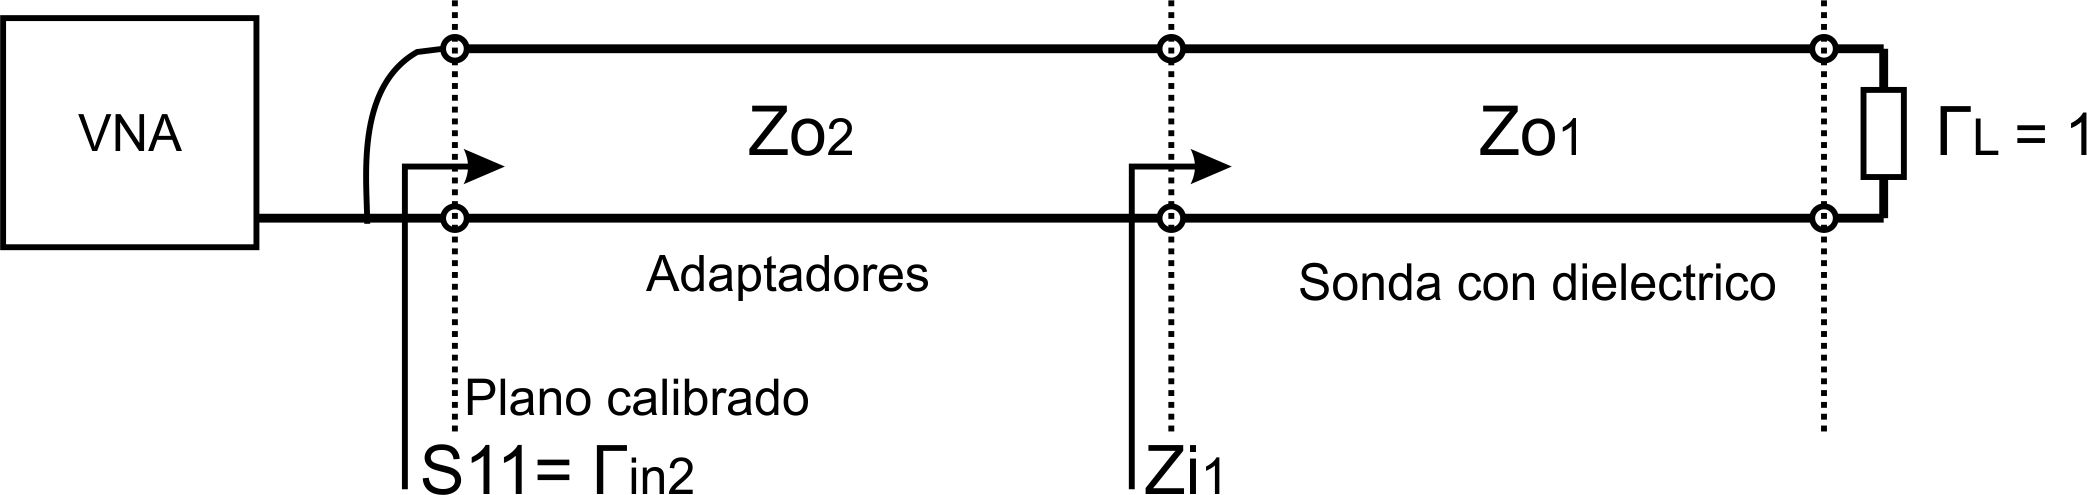 VNA
Zo2
Zo1
ΓL = 1
Adaptadores
Sonda con dielectrico
Plano calibrado
S11= Γin2
Zi1